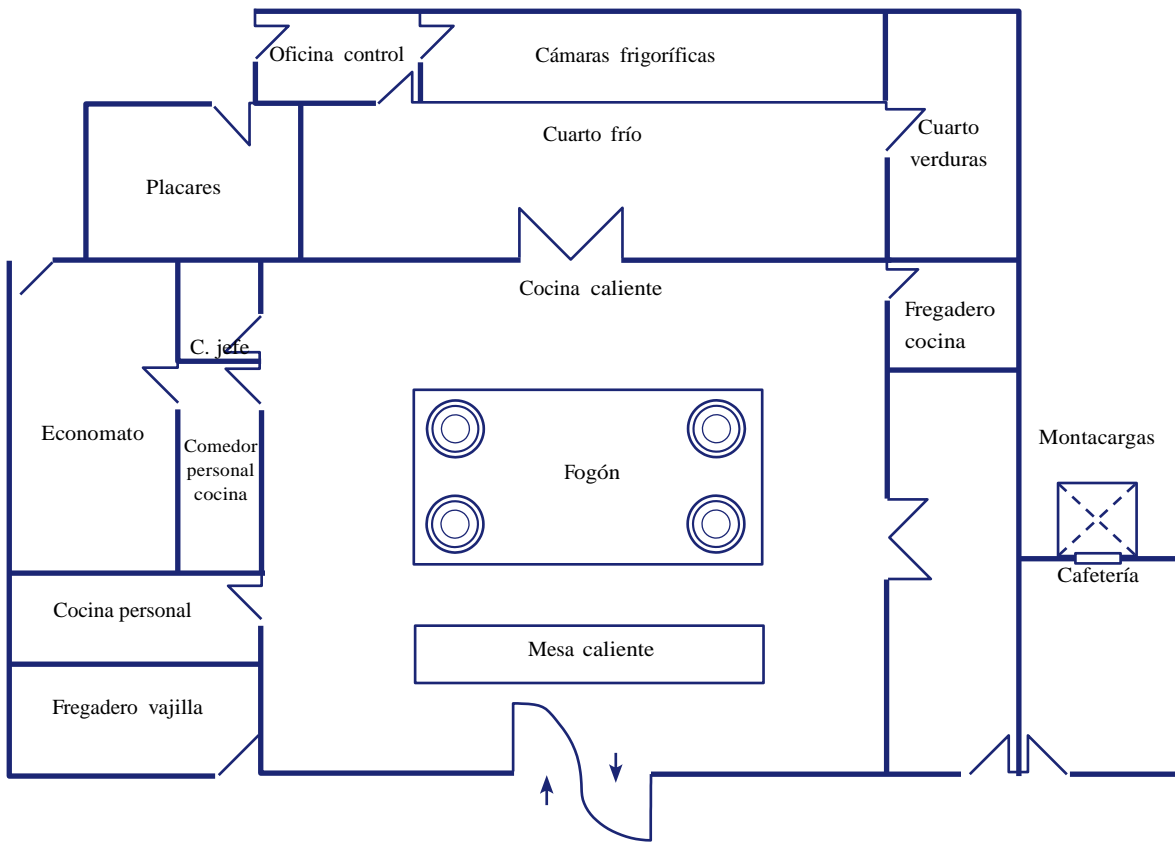 Oficina control
Cámaras frigoríficas
Cuarto frío
Cuarto
verduras
Placares
Cocina caliente
Fregadero
cocina
C. jefe
Economato
Comedor
personal
cocina
Fogón
Montacargas
Cafetería
Cocina personal
Mesa caliente
Fregadero vajilla